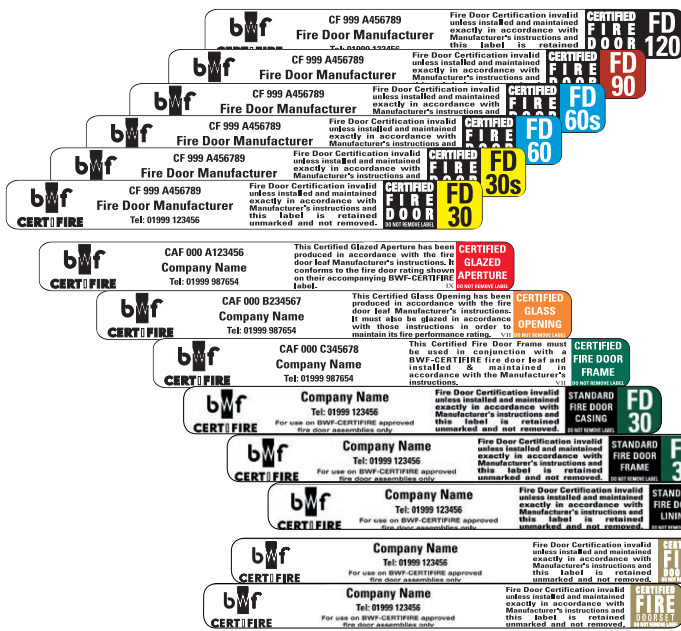 bwf
CF 999 A456789
Fire Door Manufacturer
Tel: 01999 123456
Fire Door Certification invalid
unless installed and maintained
exactly in accordance with
Manufacturer's instructions and
this label is retained
CERTIFIED
FIRE
DOOR
FD
120
bwf
CF 999 A456789
Fire Door Manufacturer
Fire Door Certification invalid
unless installed and maintained
exactly in accordance with
Manufacturer's instructions and
CERTIFIED
FIRE
DOOR
FD
90
bwf
CF 999 A456789
Fire Door Manufacturer
Fire Door Certification invalid
unless installed and maintained
exactly in accordance with
Manufacturer's instructions and
CERTIFIED
FIRE
DOOR
FD
60s
bwf
CF 999 A456789
Fire Door Manufacturer
Fire Door Certification invalid
unless installed and maintained
exactly in accordance with
Manufacturer's instructions and
CERTIFIED
FIRE
DOOR
FD
60
bwf
CF 999 A456789
Fire Door Manufacturer
Fire Door Certification invalid
unless installed and maintained
exactly in accordance with
Manufacturer's instructions and
CERTIFIED
FIRE
DOOR
FD
30s
bwf
CERTIFIRE
CF 999 A456789
Fire Door Manufacturer
Tel: 01999 123456
Fire Door Certification invalid
unless installed and maintained
exactly in accordance with
Manufacturer's instructions and
this label is retained
unmarked and not removed.
CERTIFIED
FIRE
DOOR
DO NOT REMOVE LABEL
FD
30
bwf
CERTIFIRE
CAF 000 A123456
Company Name
Tel: 01999 987654
This Certified Glazed Aperture has been
produced in accordance with the fire
door leaf Manufacturer's instructions. It
conforms to the fire door rating shown
on their accompanying BWF-CERTIFIRE
label. IX
CERTIFIED
GLAZED
APERTURE
DO NOT REMOVE LABEL
bwf
CERTIFIRE
CAF 000 B234567
Company Name
Tel: 01999 987654
This Certified Glass Opening has been
produced in accordance with the fire
door leaf Manufacturer's instructions.
It must also be glazed in accordance
with those instructions in order to
maintain its fire performance rating. VII
CERTIFIED
GLASS
OPENING
DO NOT REMOVE LABEL
bwf
CERTIFIRE
CAF 000 C345678
Company Name
Tel: 01999 987654
This Certified Fire Door Frame must
be used in conjunction with a
BWF-CERTIFIRE fire door leaf and
installed & maintained in
accordance with the Manufacturer's
instructions. VII
CERTIFIED
FIRE DOOR
FRAME
DO NOT REMOVE LABEL
bwf
CERTIFIRE
Company Name
Tel: 01999 123456
For use on BWF-CERTIFIRE approved
fire door assemblies only
Fire Door Certification invalid
unless installed and maintained
exactly in accordance with
Manufacturer's instructions and
this label is retained
unmarked and not removed.
STANDARD
FIRE DOOR
CASING
DO NOT REMOVE LABEL
FD
30
bwf
CERTIFIRE
Company Name
Tel: 01999 123456
For use on BWF-CERTIFIRE approved
fire door assemblies only
Fire Door Certification invalid
unless installed and maintained
exactly in accordance with
Manufacturer's instructions and
this label is retained
unmarked and not removed.
STANDARD
FIRE DOOR
FRAME
DO NOT REMOVE LABEL
bwf
CERTIFIRE
Company Name
Tel: 01999 123456
For use on BWF-CERTIFIRE approved
fire door assemblies only
Fire Door Certification invalid
unless installed and maintained
exactly in accordance with
Manufacturer's instructions and
this label is retained
unmarked and not removed.
bwf
CERTIFIRE
Company Name
Tel: 01999 123456
For use on BWF-CERTIFIRE approved
fire door assemblies only
Fire Door Certification invalid
unless installed and maintained
exactly in accordance with
Manufacturer's instructions and
this label is retained
unmarked and not removed.
bwf
CERTIFIRE
Company Name
Tel: 01999 123456
For use on BWF-CERTIFIRE approved
fire door assemblies only
Fire Door Certification invalid
unless installed and maintained
exactly in accordance with
Manufacturer's instructions and
this label is retained
unmarked and not removed.
CERTIFIED
FIRE
DOORSET
DO NOT REMOVE LABEL